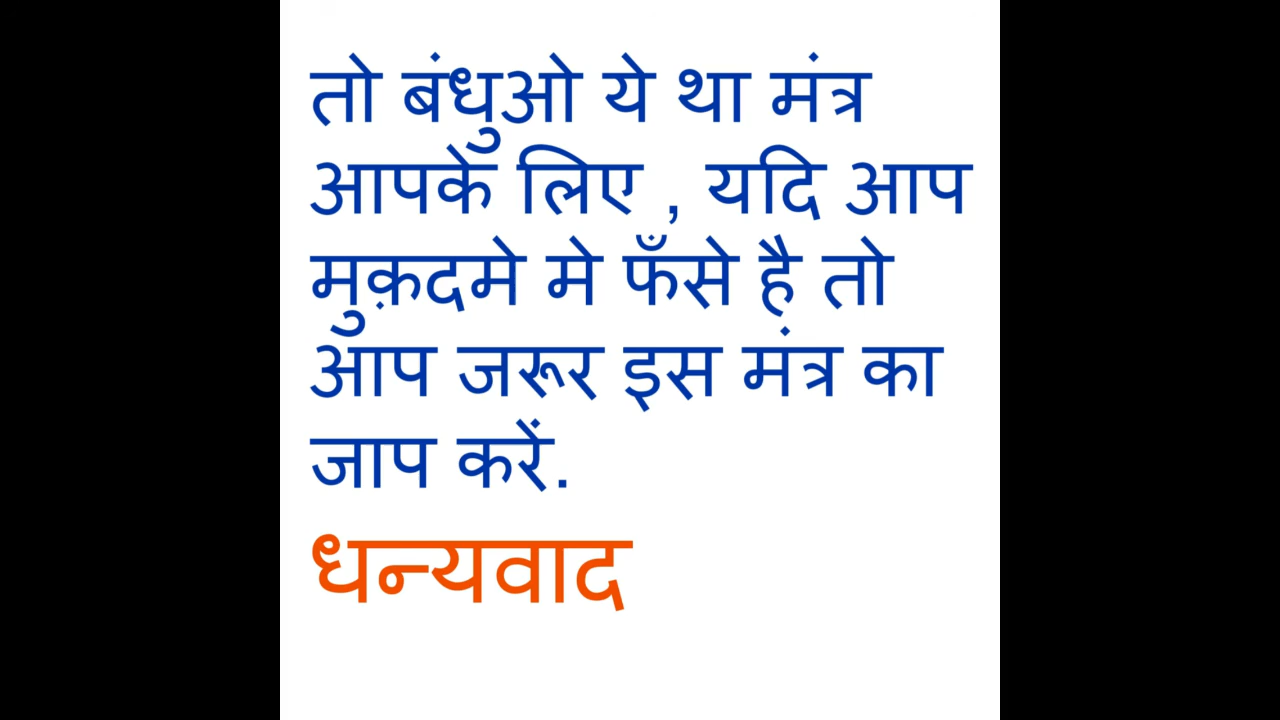 तो बंधुओ ये था मंत्र
आपके लिए , यदि आप
मुक़दमे मे फँसे है तो
आप जरूर इस मंत्र का
जाप करें.
धन्यवाद